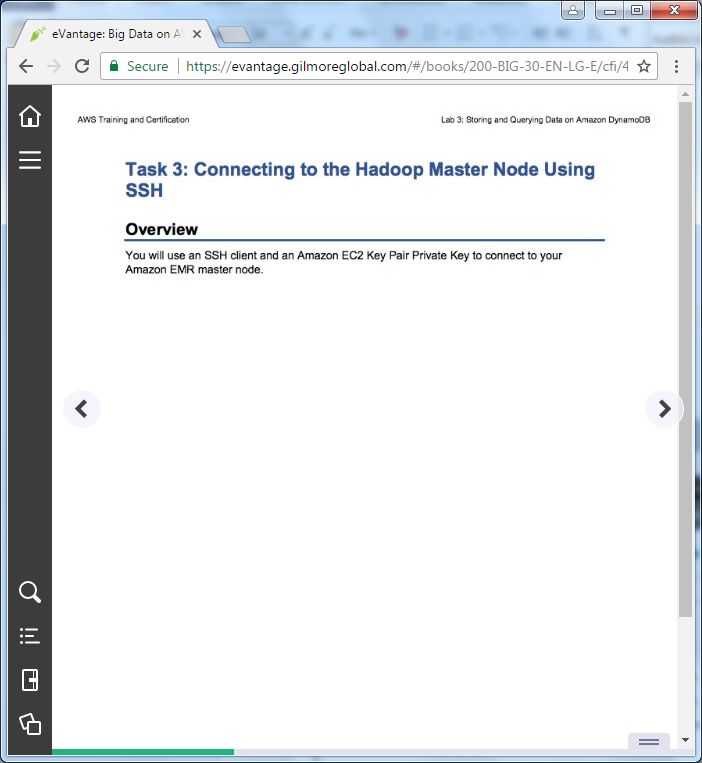 eVantage: Big Data on A
Secure
https://evantage.gilmoreglobal.com/#/books/200-BIG-30-EN-LG-E/cfi/4
AWS Training and Certification
Lab 3: Storing and Querying Data on Amazon DynamoDB
Task 3: Connecting to the Hadoop Master Node Using
SSH
Overview
You will use an SSH client and an Amazon EC2 Key Pair Private Key to connect to your
Amazon EMR master node.